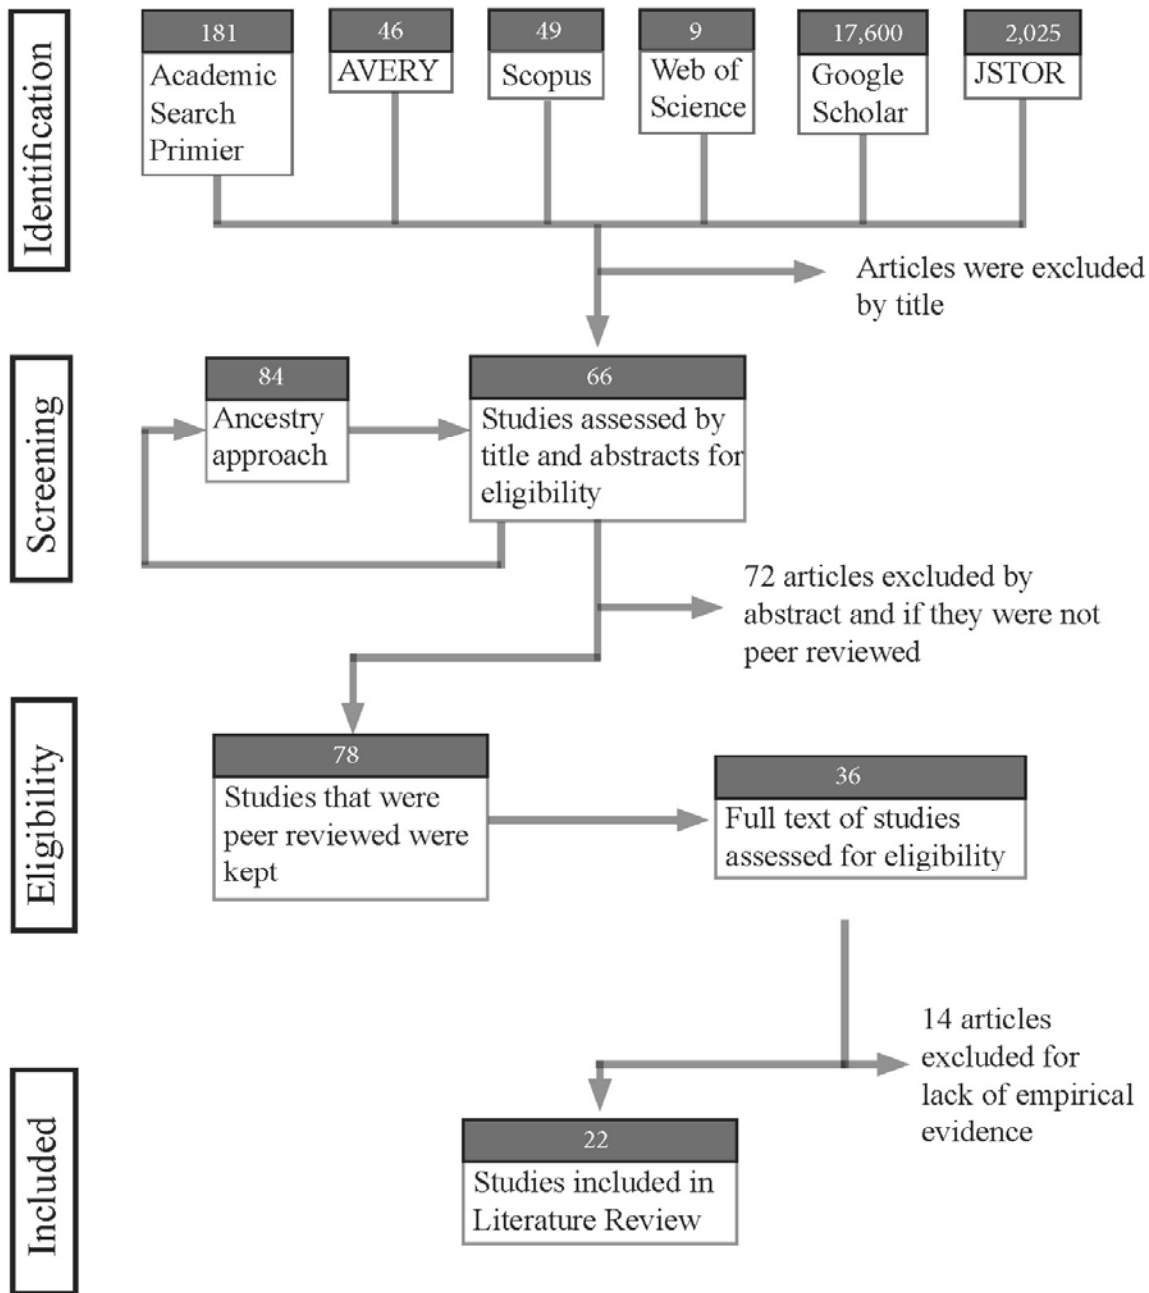 Identification
181
Academic
Search
Primier
46
AVERY
49
Scopus
9
Web of
Science
17,600
Google
Scholar
2,025
JSTOR
Articles were excluded
by title
Screening
84
Ancestry
approach
66
Studies assessed by
title and abstracts for
eligibility
72 articles excluded by
abstract and if they were not
peer reviewed
Eligibility
78
Studies that were
peer reviewed were
kept
36
Full text of studies
assessed for eligibility
14 articles
excluded for
lack of empirical
evidence
Included
22
Studies included in
Literature Review